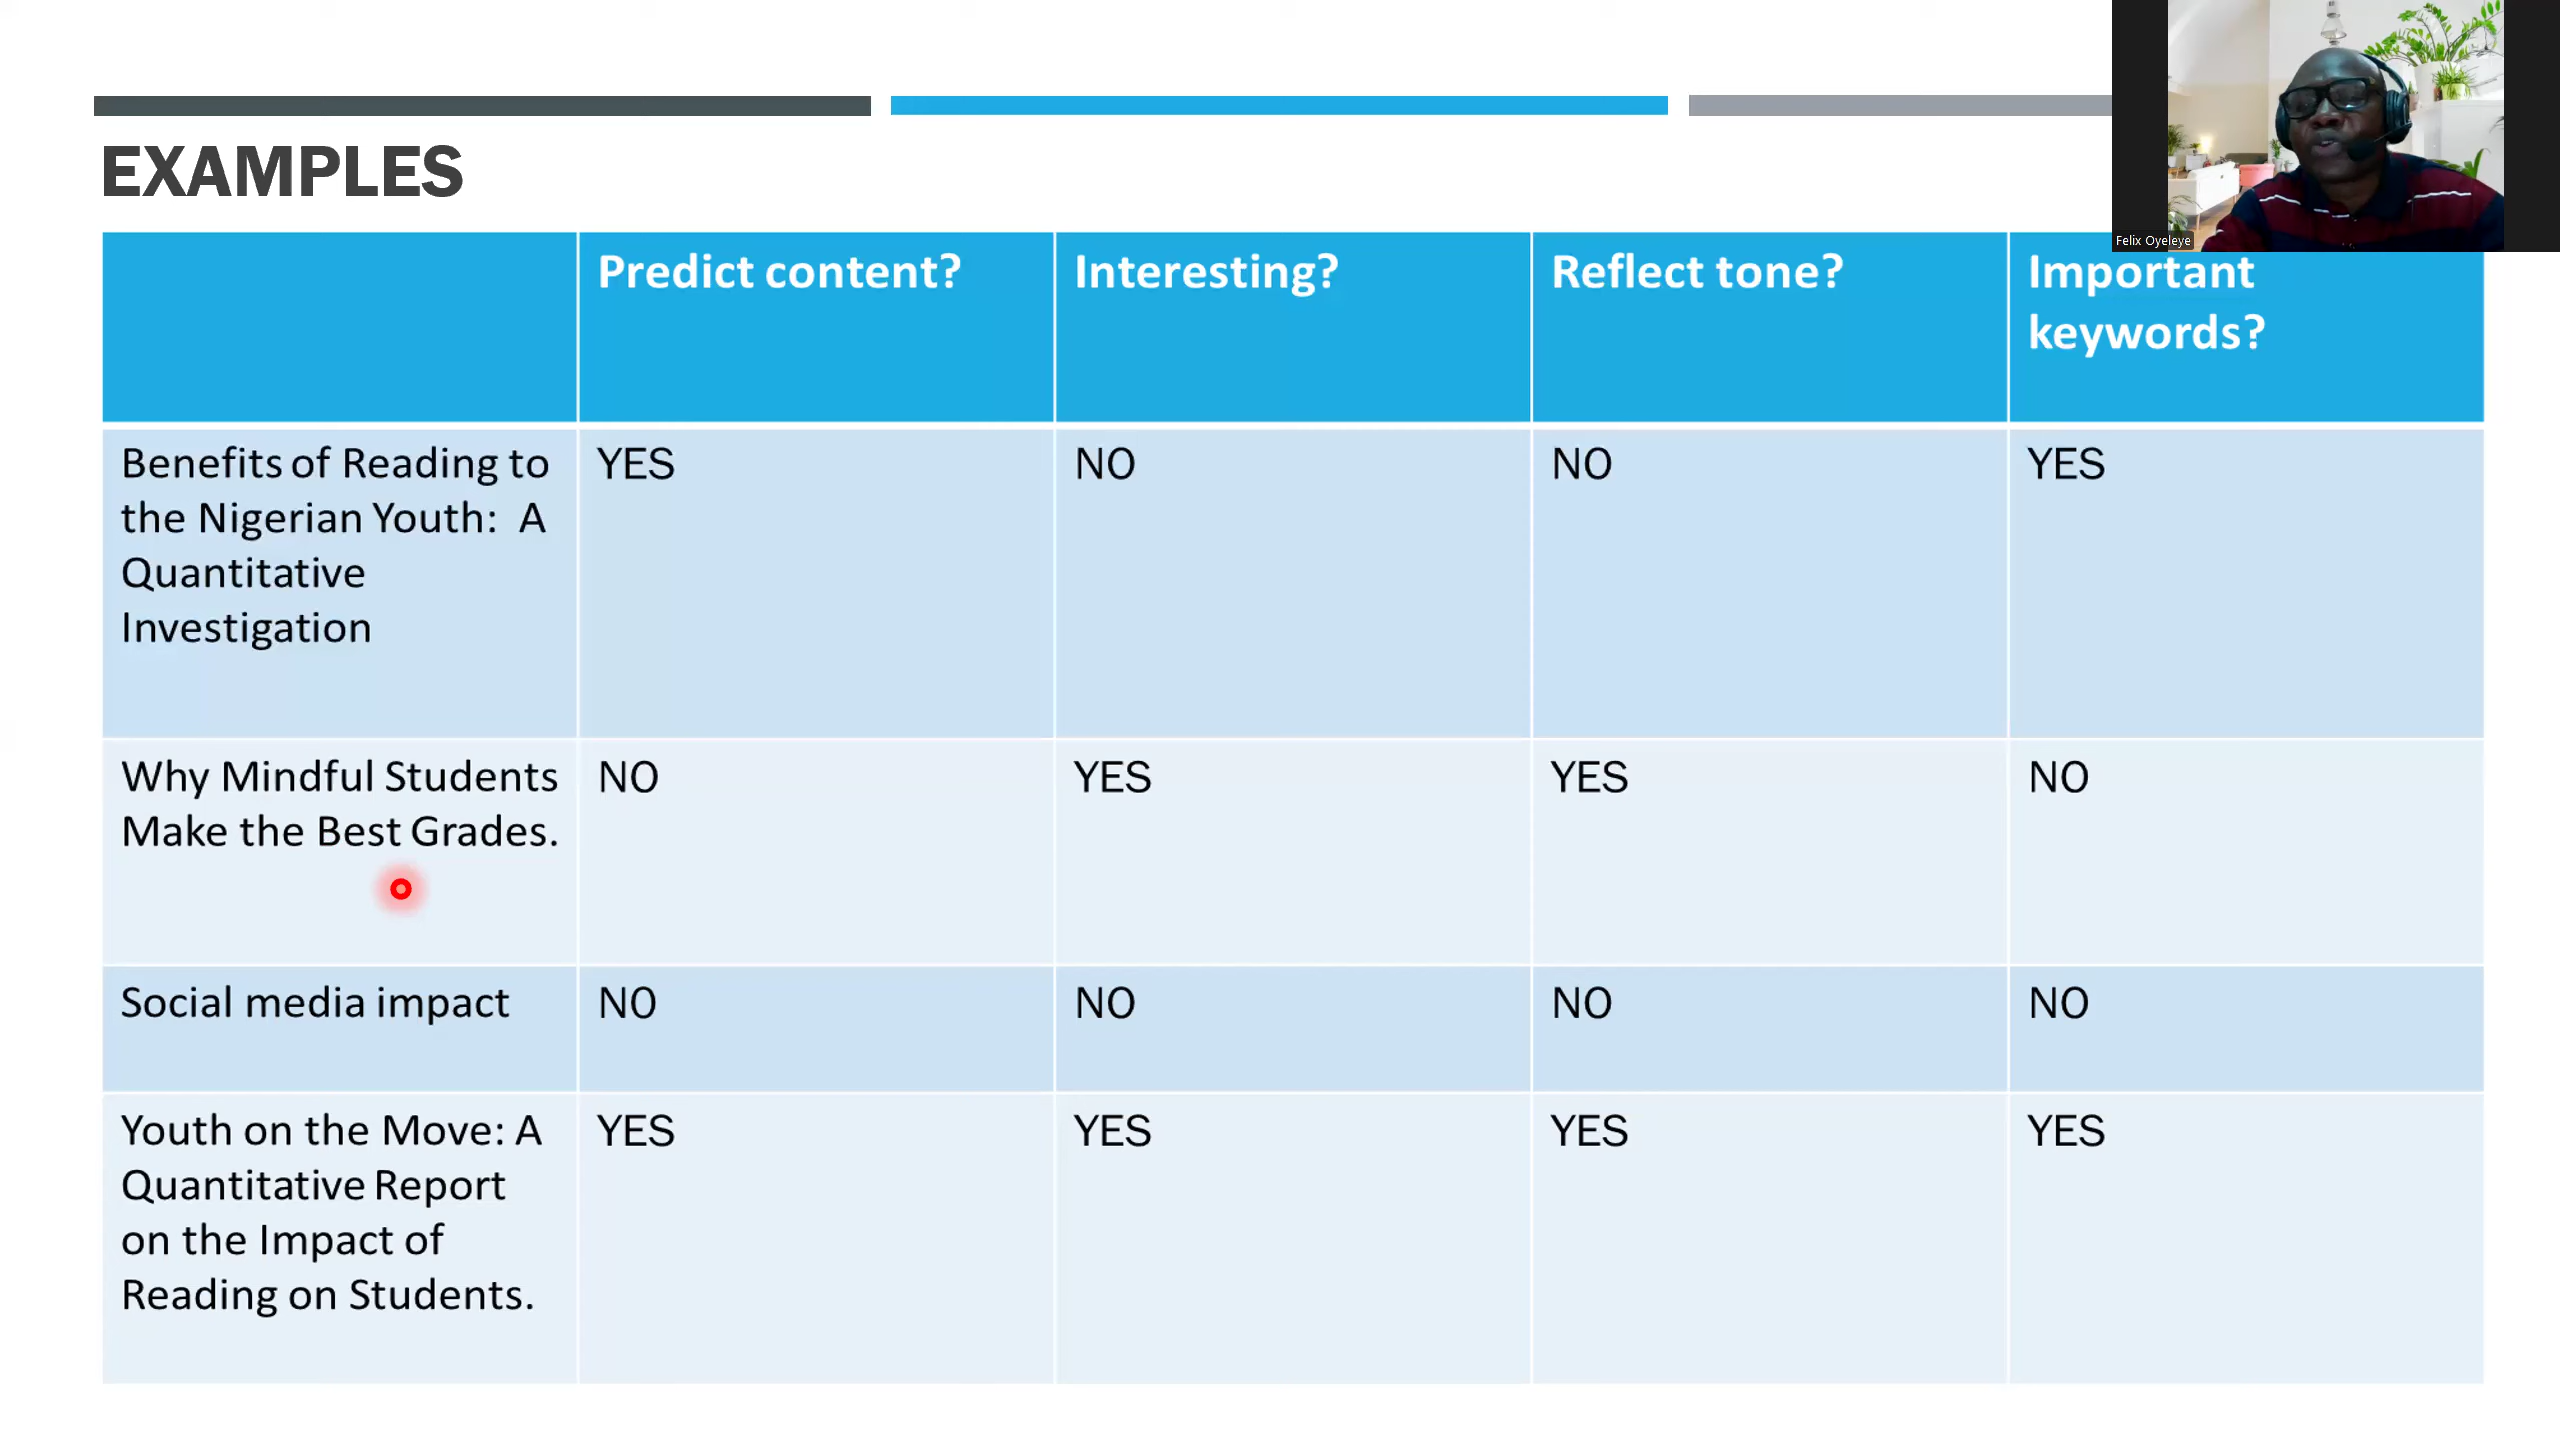 EXAMPLES
Felix Oyeleye
Predict content?
Interesting?
Reflect tone?
Important
keywords?
Benefits of Reading to
the Nigerian Youth:  A
Quantitative
Investigation
YES
NO
NO
YES
Why Mindful Students
Make the Best Grades.
NO
YES
YES
NO
Social media impact
NO
NO
NO
NO
Youth on the Move: A
Quantitative Report
on the Impact of
Reading on Students.
YES
YES
YES
YES